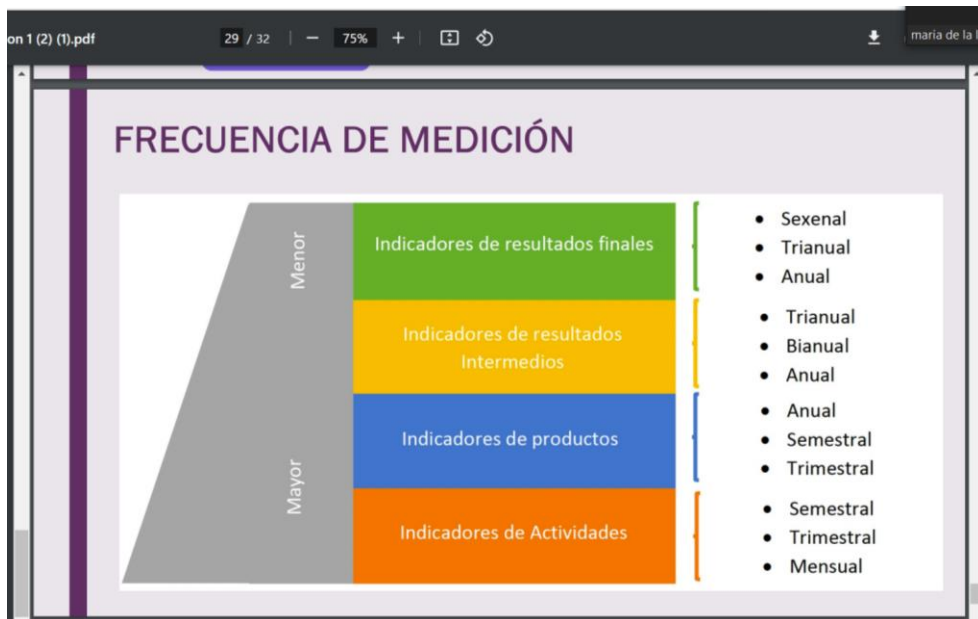 on 1 (2) (1).pdf
29 / 32
75%
maria de la
FRECUENCIA DE MEDICIÓN
Menor
Mayor
Indicadores de resultados finales
• Sexenal
• Trianual
• Anual
Indicadores de resultados
Intermedios
• Trianual
• Bianual
• Anual
Indicadores de productos
• Anual
• Semestral
• Trimestral
Indicadores de Actividades
• Semestral
• Trimestral
• Mensual